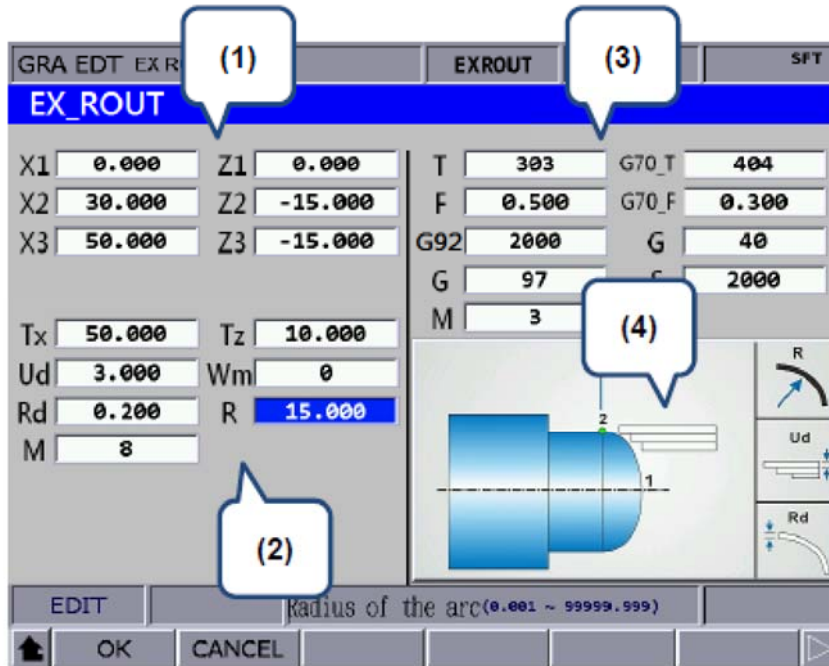 GRA EDT EX R
(1)
EXROUT
(3)
SFT
EX_ROUT
X1 0.000 Z1 0.000
X2 30.000 Z2 -15.000
X3 50.000 Z3 -15.000
Tx 50.000 Tz 10.000
Ud 3.000 Wm 0
Rd 0.200 R 15.000
M 8
(2)
T 303 G70_T 404
F 0.500 G70_F 0.300
G92 2000 G 40
G 97 2000
M 3
(4)
2
1
R
Ud
Rd
EDIT
Radius of the arc(0.001 ~ 99999.999)
OK CANCEL